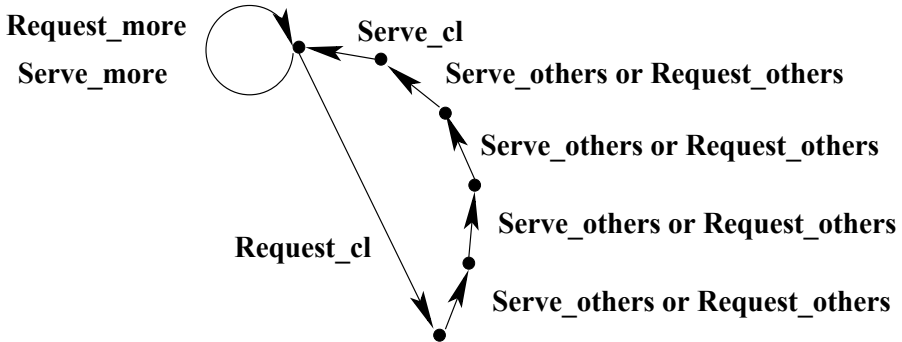 Request_more
Serve_more
Serve_cl
Serve_others or Request_others
Serve_others or Request_others
Serve_others or Request_others
Request_cl
Serve_others or Request_others